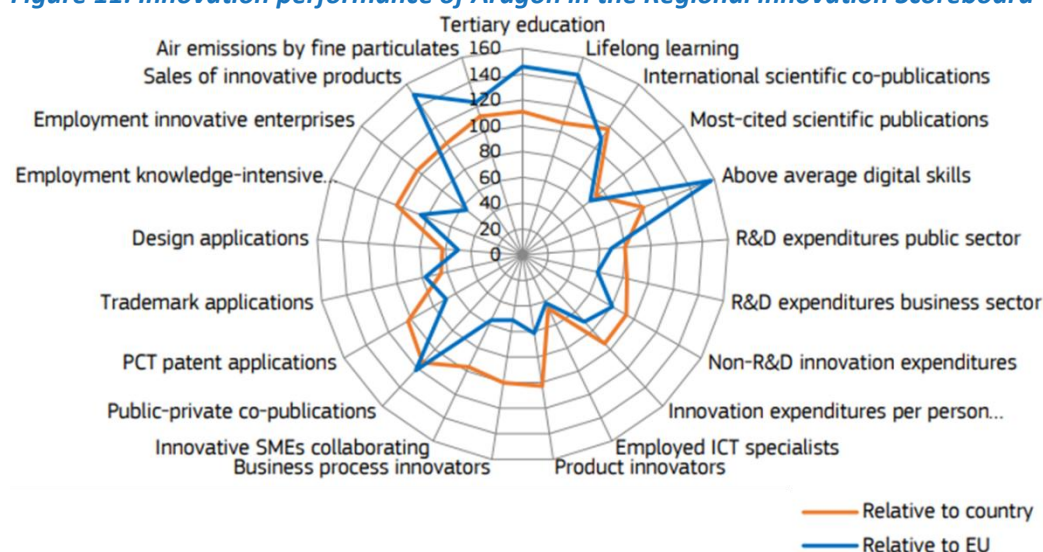 Figure 11: Innovation performance of Aragon in the Regional Innovation Scoreboard
Tertiary education
Air emissions by fine particulates
160
Lifelong learning
Sales of innovative products
140
International scientific co-publications
Employment innovative enterprises
120
Most-cited scientific publications
100
Employment knowledge-intensive...
80
Above average digital skills
60
40
Design applications
20
R&D expenditures public sector
0
Trademark applications
R&D expenditures business sector
PCT patent applications
Non-R&D innovation expenditures
Public-private co-publications
Innovation expenditures per person...
Innovative SMEs collaborating
Employed ICT specialists
Business process innovators
Product innovators
Relative to country
Relative to EU